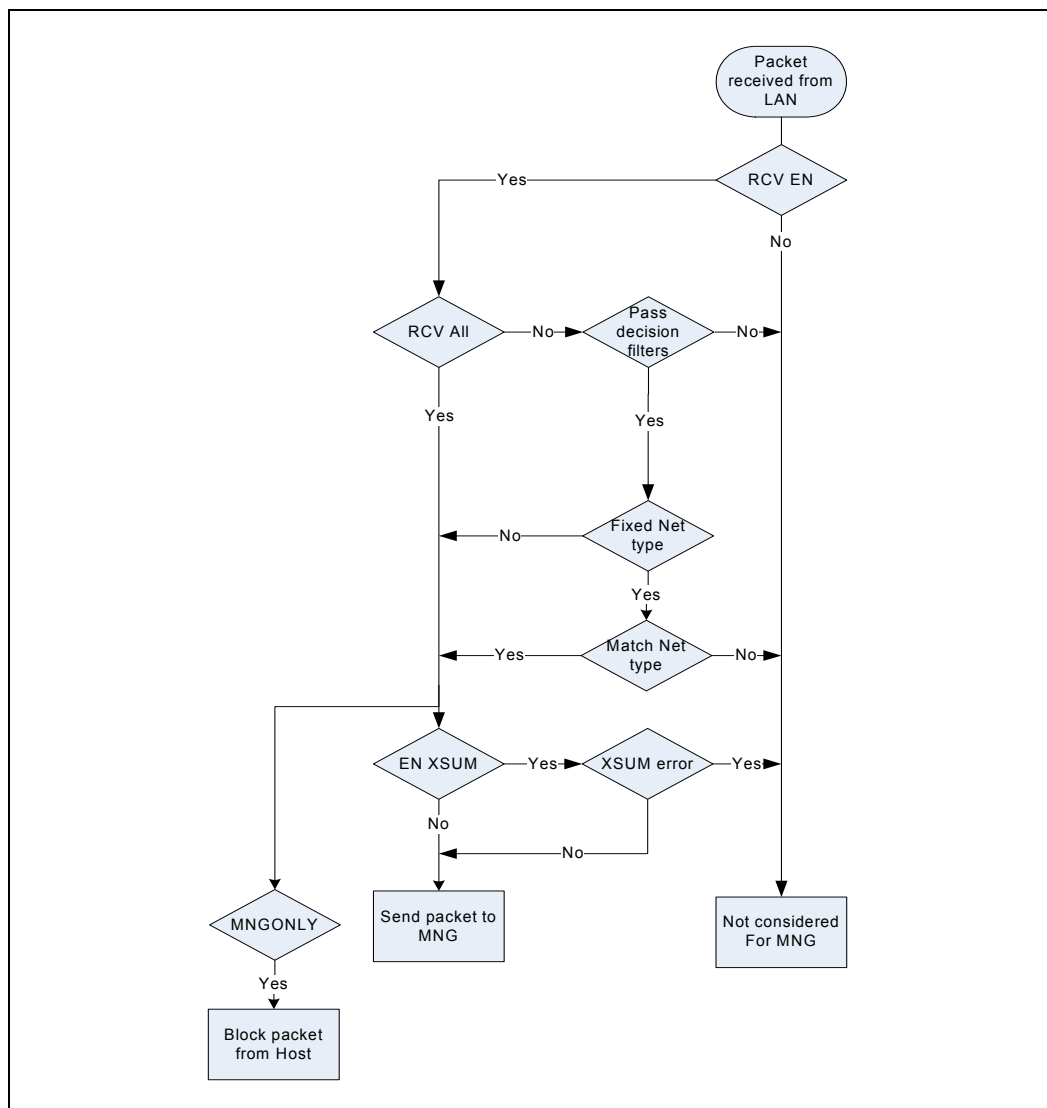 Packet
received from
LAN
RCV EN
Yes
No
RCV All
No
Pass
decision
filters
No
Yes
Yes
Fixed Net
type
No
Yes
Match Net
type
Yes
No
EN XSUM
Yes
XSUM error
Yes
No
No
MNGONLY
Send packet to
MNG
Not considered
For MNG
Yes
Block packet
from Host